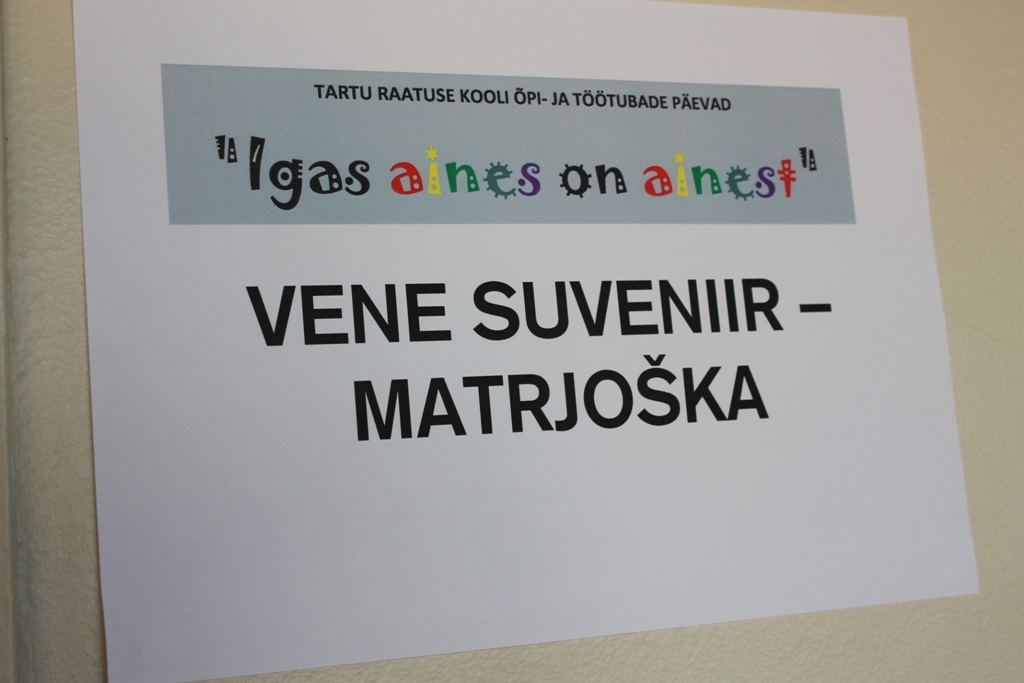 TARTU RAATUSE KOOLI ÕPI- JA TÖÖTUBADE PÄEVAD
"Igas aines on ainest"
VENE SUVENIIR –
MATRJOŠKA